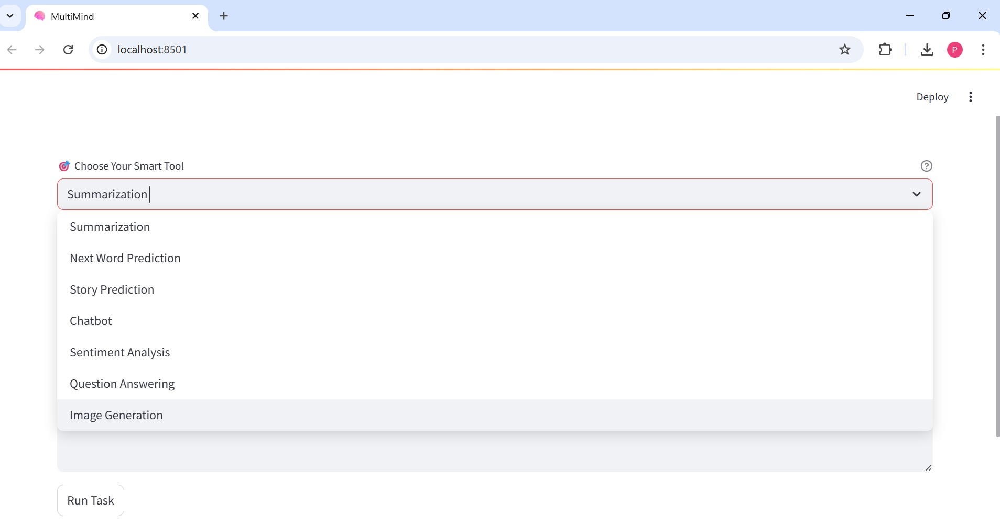 MultiMind
localhost:8501
P
Deploy
Choose Your Smart Tool
Summarization
Summarization
Next Word Prediction
Story Prediction
Chatbot
Sentiment Analysis
Question Answering
Image Generation
Run Task